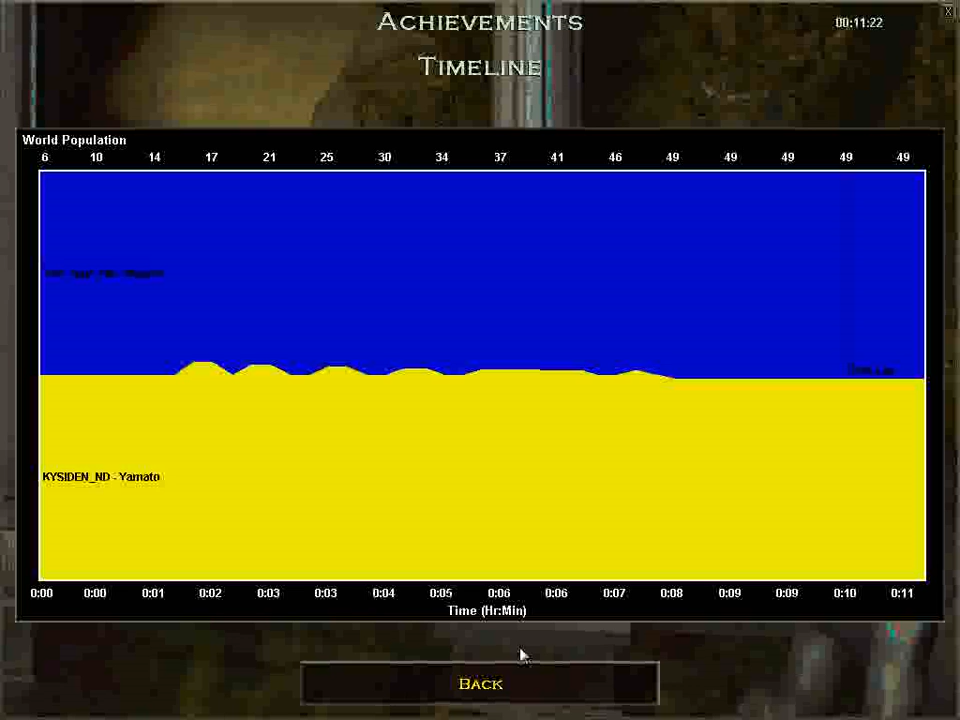 ACHIEVEMENTS
00:11:22
X
TIMELINE
World Population
6 10 14 17 21 25 30 34 37 41 46 49 49 49 49 49
KYSIDEN_ND - Yamato
0:00 0:00 0:01 0:02 0:03 0:03 0:04 0:05 0:06 0:06 0:07 0:08 0:09 0:09 0:10 0:11
Time (Hr:Min)
BACK